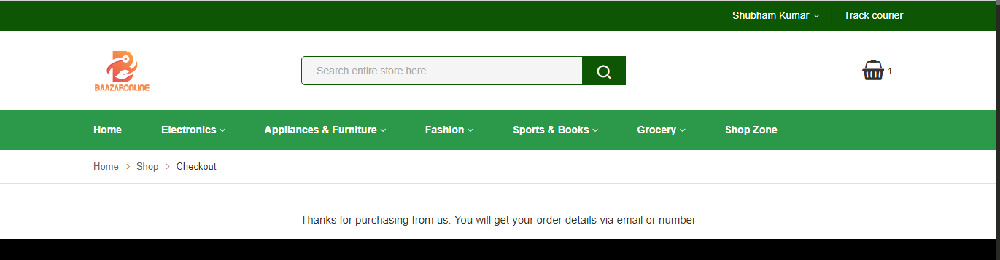 Shubham Kumar Track courier
BAAZARONLINE
Search entire store here ...
1
Home Electronics Appliances & Furniture Fashion Sports & Books Grocery Shop Zone
Home > Shop > Checkout
Thanks for purchasing from us. You will get your order details via email or number